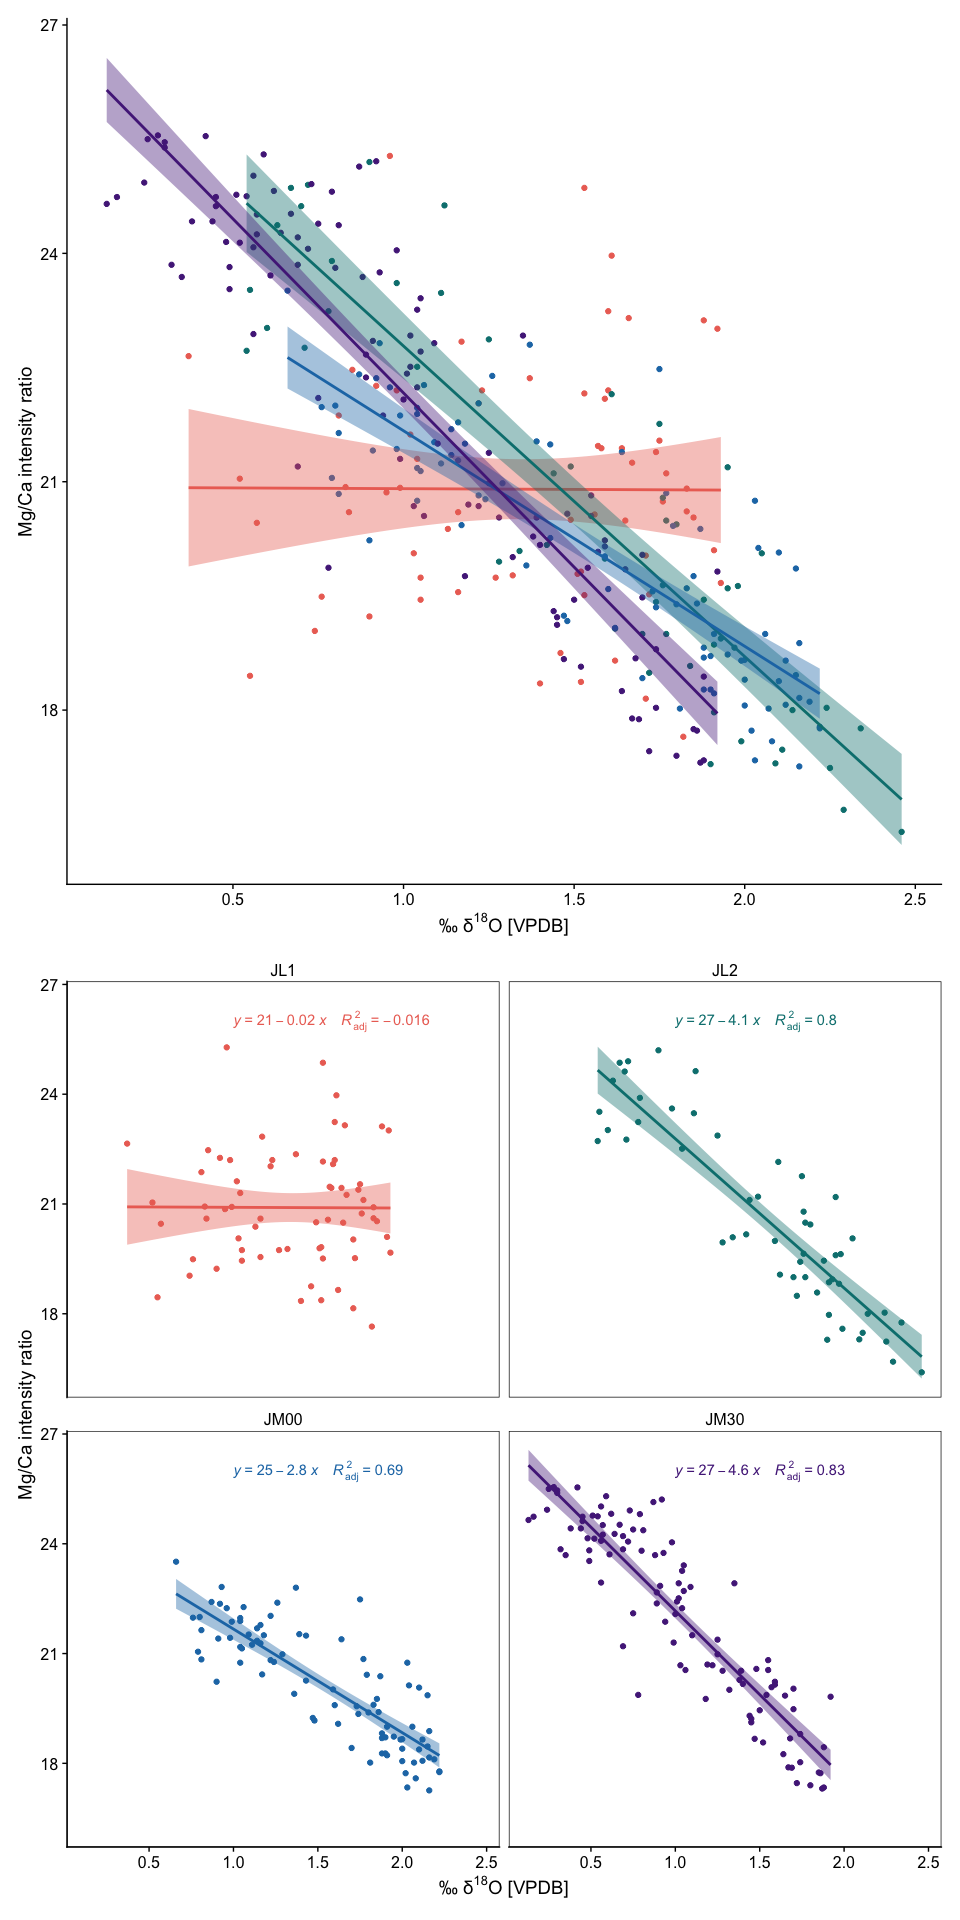 27
24
21
18
Mg/Ca intensity ratio
0.5 1.0 1.5 2.0 2.5
‰ δ¹⁸O [VPDB]
JL1 JL2
27
24
21
18
y = 21 – 0.02 x R²adj = – 0.016
y = 27 – 4.1 x R²adj = 0.8
Mg/Ca intensity ratio
JM00 JM30
27
24
21
18
y = 25 – 2.8 x R²adj = 0.69
y = 27 – 4.6 x R²adj = 0.83
0.5 1.0 1.5 2.0 2.5 0.5 1.0 1.5 2.0 2.5
‰ δ¹⁸O [VPDB]